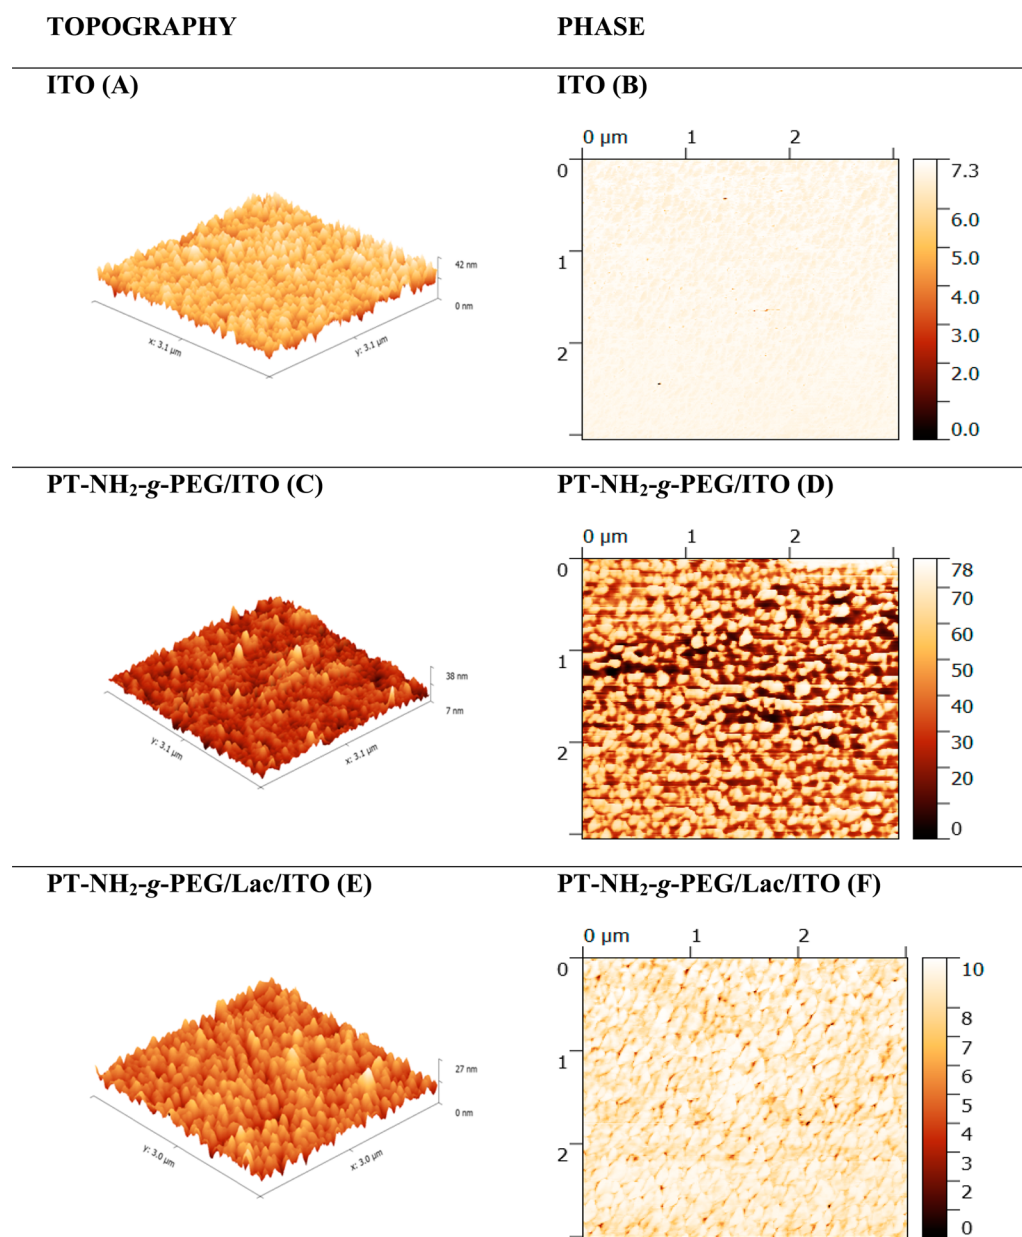 TOPOGRAPHY PHASE
ITO (A) ITO (B)
0 µm 1 2
0
1
2
7.3
6.0
5.0
4.0
3.0
2.0
0.0
42 nm
0 nm
x: 3.1 µm
y: 3.1 µm
PT-NH₂-g-PEG/ITO (C) PT-NH₂-g-PEG/ITO (D)
0 µm 1 2
0
1
2
78
70
60
50
40
30
20
0
38 nm
7 nm
y: 3.1 µm
x: 3.1 µm
PT-NH₂-g-PEG/Lac/ITO (E) PT-NH₂-g-PEG/Lac/ITO (F)
0 µm 1 2
0
1
2
10
8
7
6
5
4
3
2
0
27 nm
0 nm
y: 3.0 µm
x: 3.0 µm